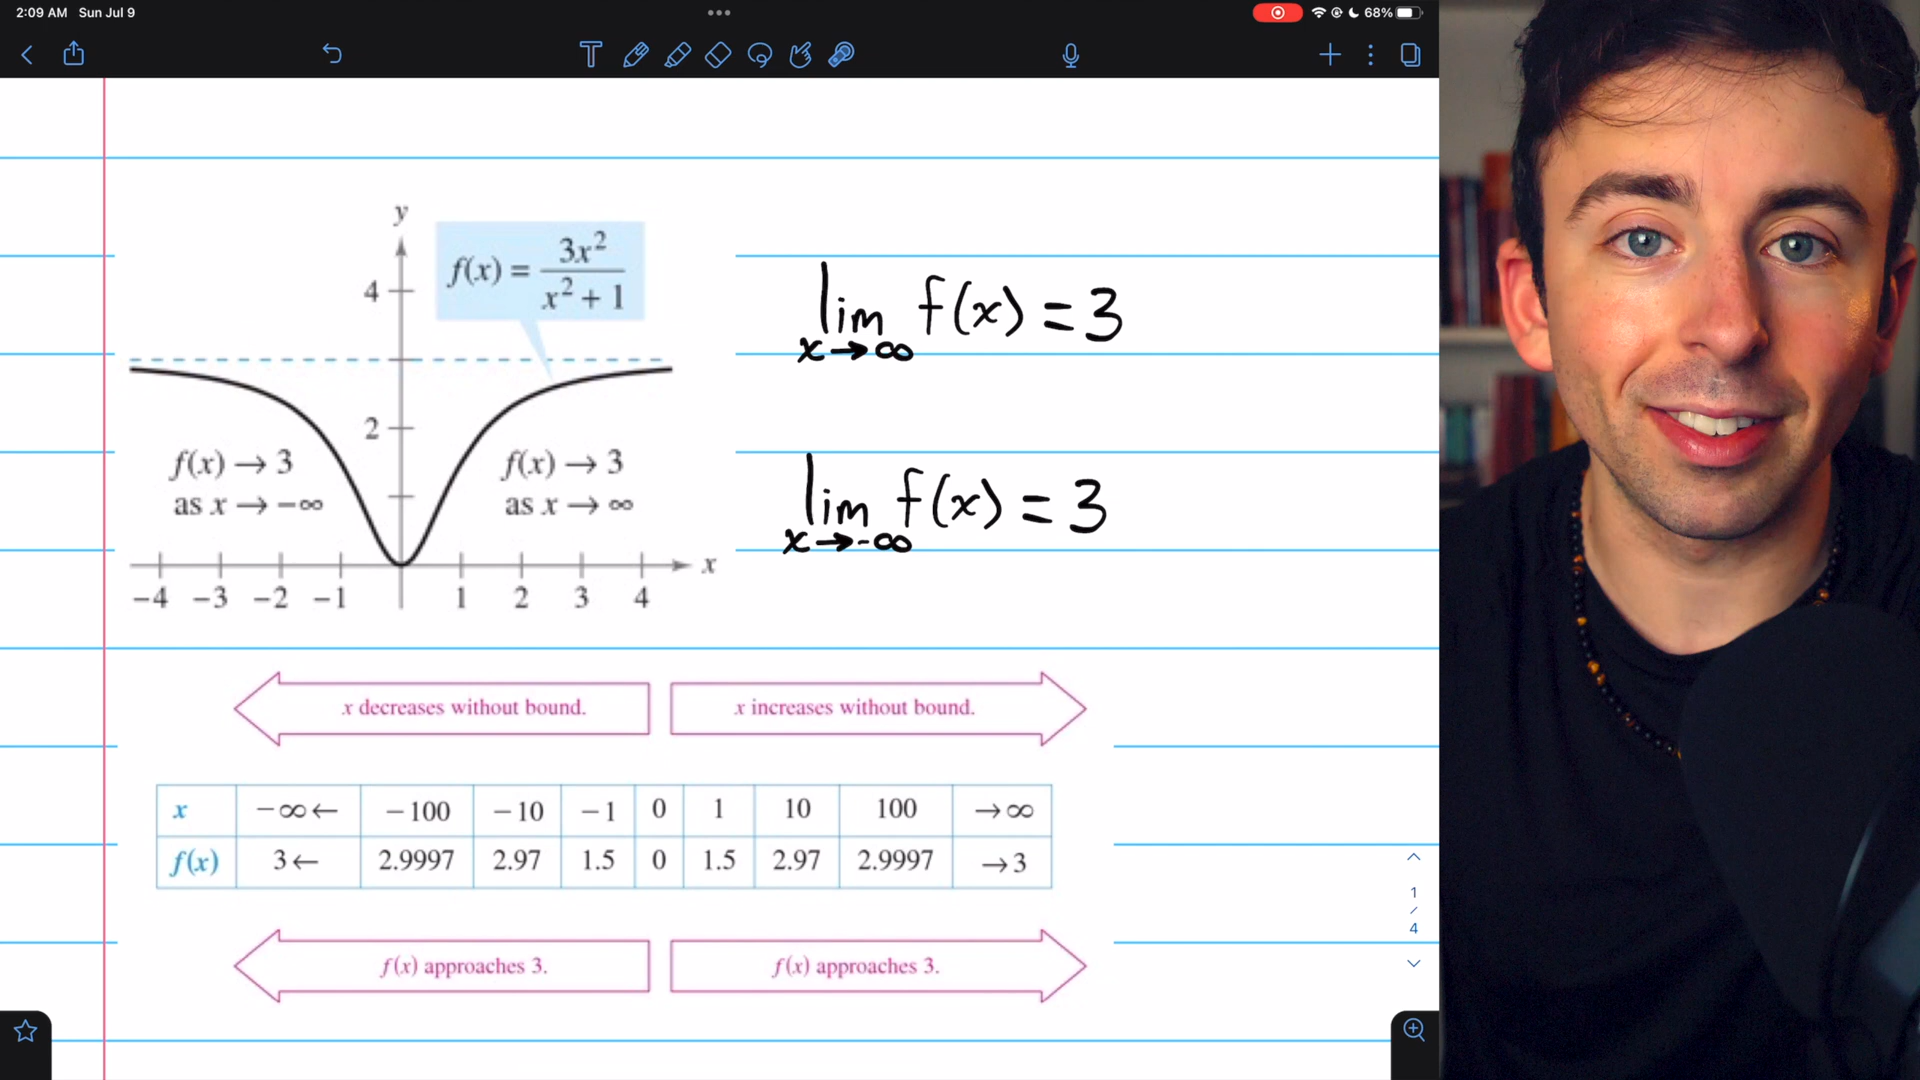 2:09 AM Sun Jul 9
68%
y
f(x) = 3x² / x² + 1
4
lim f(x) = 3
x → ∞
2
f(x) → 3
as x → −∞
f(x) → 3
as x → ∞
lim f(x) = 3
x → -∞
x
−4 −3 −2 −1 1 2 3 4
x decreases without bound. x increases without bound.
x −∞ ← −100 −10 −1 0 1 10 100 → ∞
f(x) 3 ← 2.9997 2.97 1.5 0 1.5 2.97 2.9997 → 3
1
/
4
f(x) approaches 3. f(x) approaches 3.